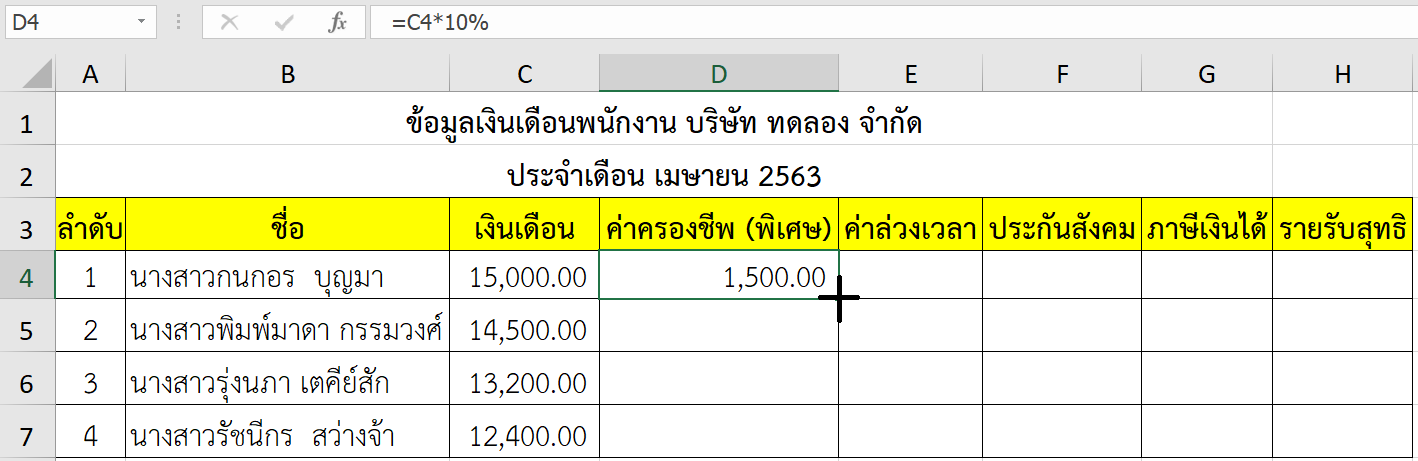 D4 fx =C4*10%
A B C D E F G H
1 ข้อมูลเงินเดือนพนักงาน บริษัท ทดลอง จำกัด
2 ประจำเดือน เมษายน 2563
3 ลำดับ ชื่อ เงินเดือน ค่าครองชีพ (พิเศษ) ค่าล่วงเวลา ประกันสังคม ภาษีเงินได้ รายรับสุทธิ
4 1 นางสาวกนกอร บุญมา 15,000.00 1,500.00
5 2 นางสาวพิมพ์มาดา กรรมวงศ์ 14,500.00
6 3 นางสาวรุ่งนภา เตคีย์สัก 13,200.00
7 4 นางสาวรัชนีกร สว่างจ้า 12,400.00